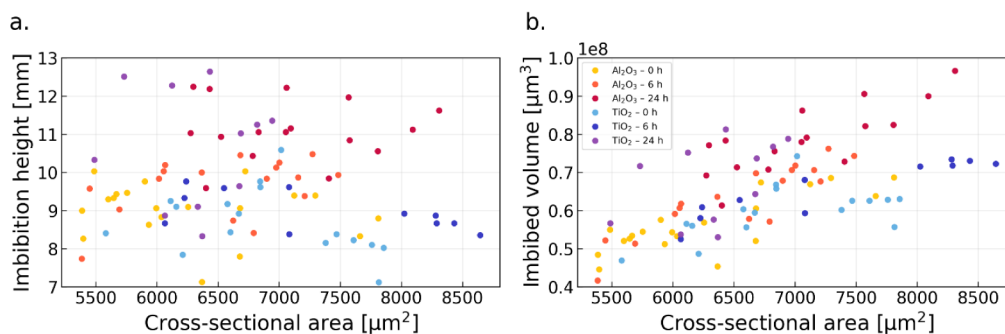 a.
b.
1e8
13
12
11
10
9
8
7
Imbibition height [mm]
5500 6000 6500 7000 7500 8000 8500
Cross-sectional area [μm²]
1.0
0.9
0.8
0.7
0.6
0.5
0.4
Imbibed volume [μm³]
Al₂O₃ – 0 h
Al₂O₃ – 6 h
Al₂O₃ – 24 h
TiO₂ – 0 h
TiO₂ – 6 h
TiO₂ – 24 h
5500 6000 6500 7000 7500 8000 8500
Cross-sectional area [μm²]